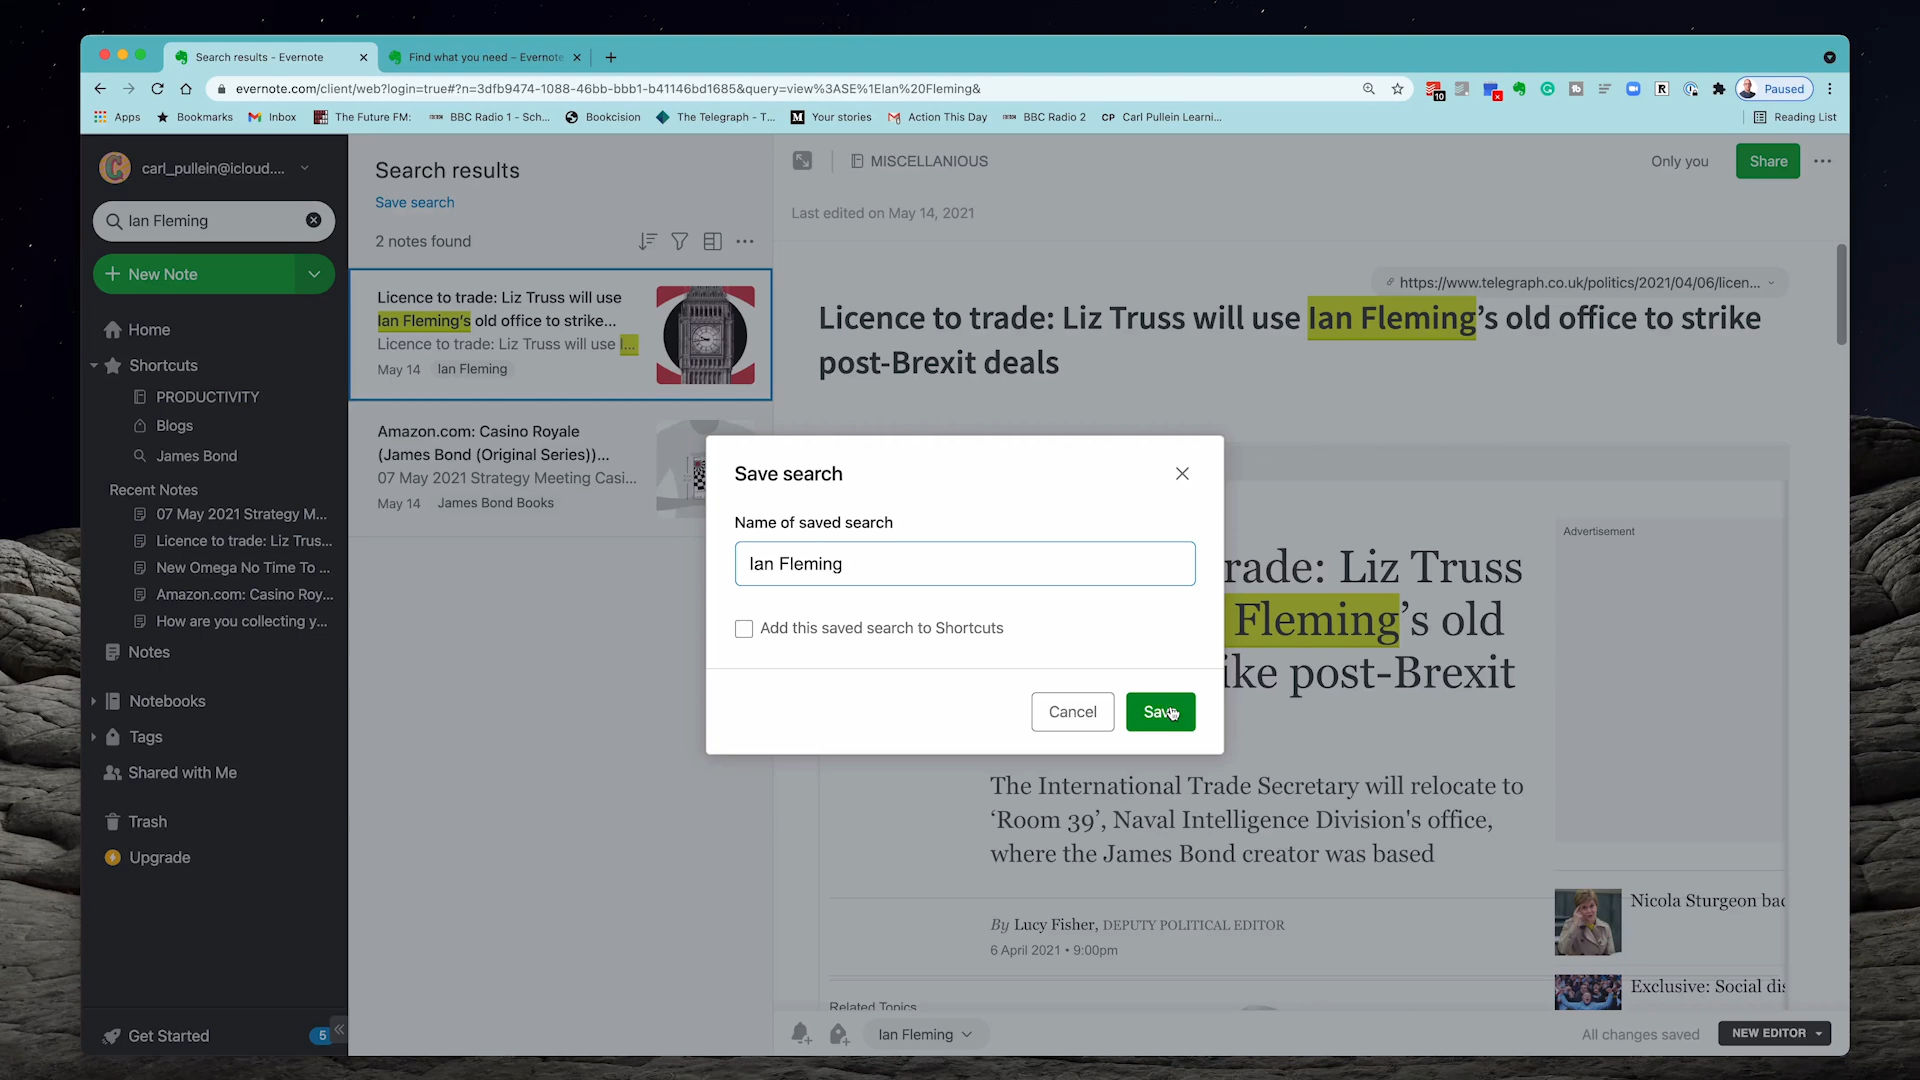 Search results - Evernote
Find what you need – Evernote
evernote.com/client/web?login=true#?n=3dfb9474-1088-46bb-bbb1-b41146bd1685&query=view%3ASE%1EIan%20Fleming&
10
Paused
Apps
Bookmarks
Inbox
The Future FM:
BBC Radio 1 - Sch...
Bookcision
The Telegraph - T...
Your stories
Action This Day
BBC Radio 2
CP Carl Pullein Learni...
Reading List
carl_pullein@icloud....
Ian Fleming
New Note
Home
Shortcuts
PRODUCTIVITY
Blogs
James Bond
Recent Notes
07 May 2021 Strategy M...
Licence to trade: Liz Trus...
New Omega No Time To ...
Amazon.com: Casino Roy...
How are you collecting y...
Notes
Notebooks
Tags
Shared with Me
Trash
Upgrade
Get Started
5
Search results
Save search
2 notes found
Licence to trade: Liz Truss will use
Ian Fleming's old office to strike...
Licence to trade: Liz Truss will use I...
May 14 Ian Fleming
Amazon.com: Casino Royale
(James Bond (Original Series))...
07 May 2021 Strategy Meeting Casi...
May 14 James Bond Books
MISCELLANIOUS
Only you
Share
Last edited on May 14, 2021
https://www.telegraph.co.uk/politics/2021/04/06/licen...
Licence to trade: Liz Truss will use Ian Fleming's old office to strike
post-Brexit deals
Save search
Name of saved search
Ian Fleming
Add this saved search to Shortcuts
Cancel
Save
Advertisement
rade: Liz Truss
Fleming's old
ike post-Brexit
The International Trade Secretary will relocate to
‘Room 39’, Naval Intelligence Division's office,
where the James Bond creator was based
By Lucy Fisher, DEPUTY POLITICAL EDITOR
6 April 2021 • 9:00pm
Related Topics
Nicola Sturgeon bac
Exclusive: Social dis
Ian Fleming
All changes saved
NEW EDITOR